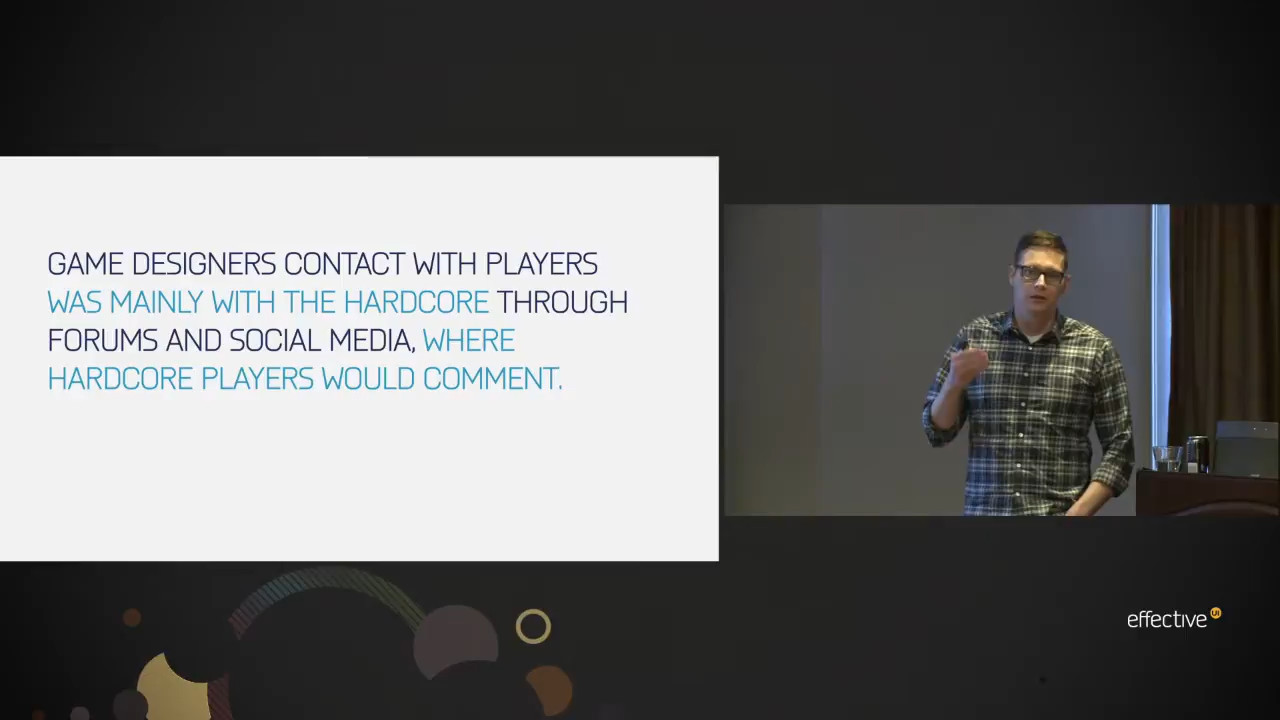 GAME DESIGNERS CONTACT WITH PLAYERS
WAS MAINLY WITH THE HARDCORE THROUGH
FORUMS AND SOCIAL MEDIA, WHERE
HARDCORE PLAYERS WOULD COMMENT.
effective UI